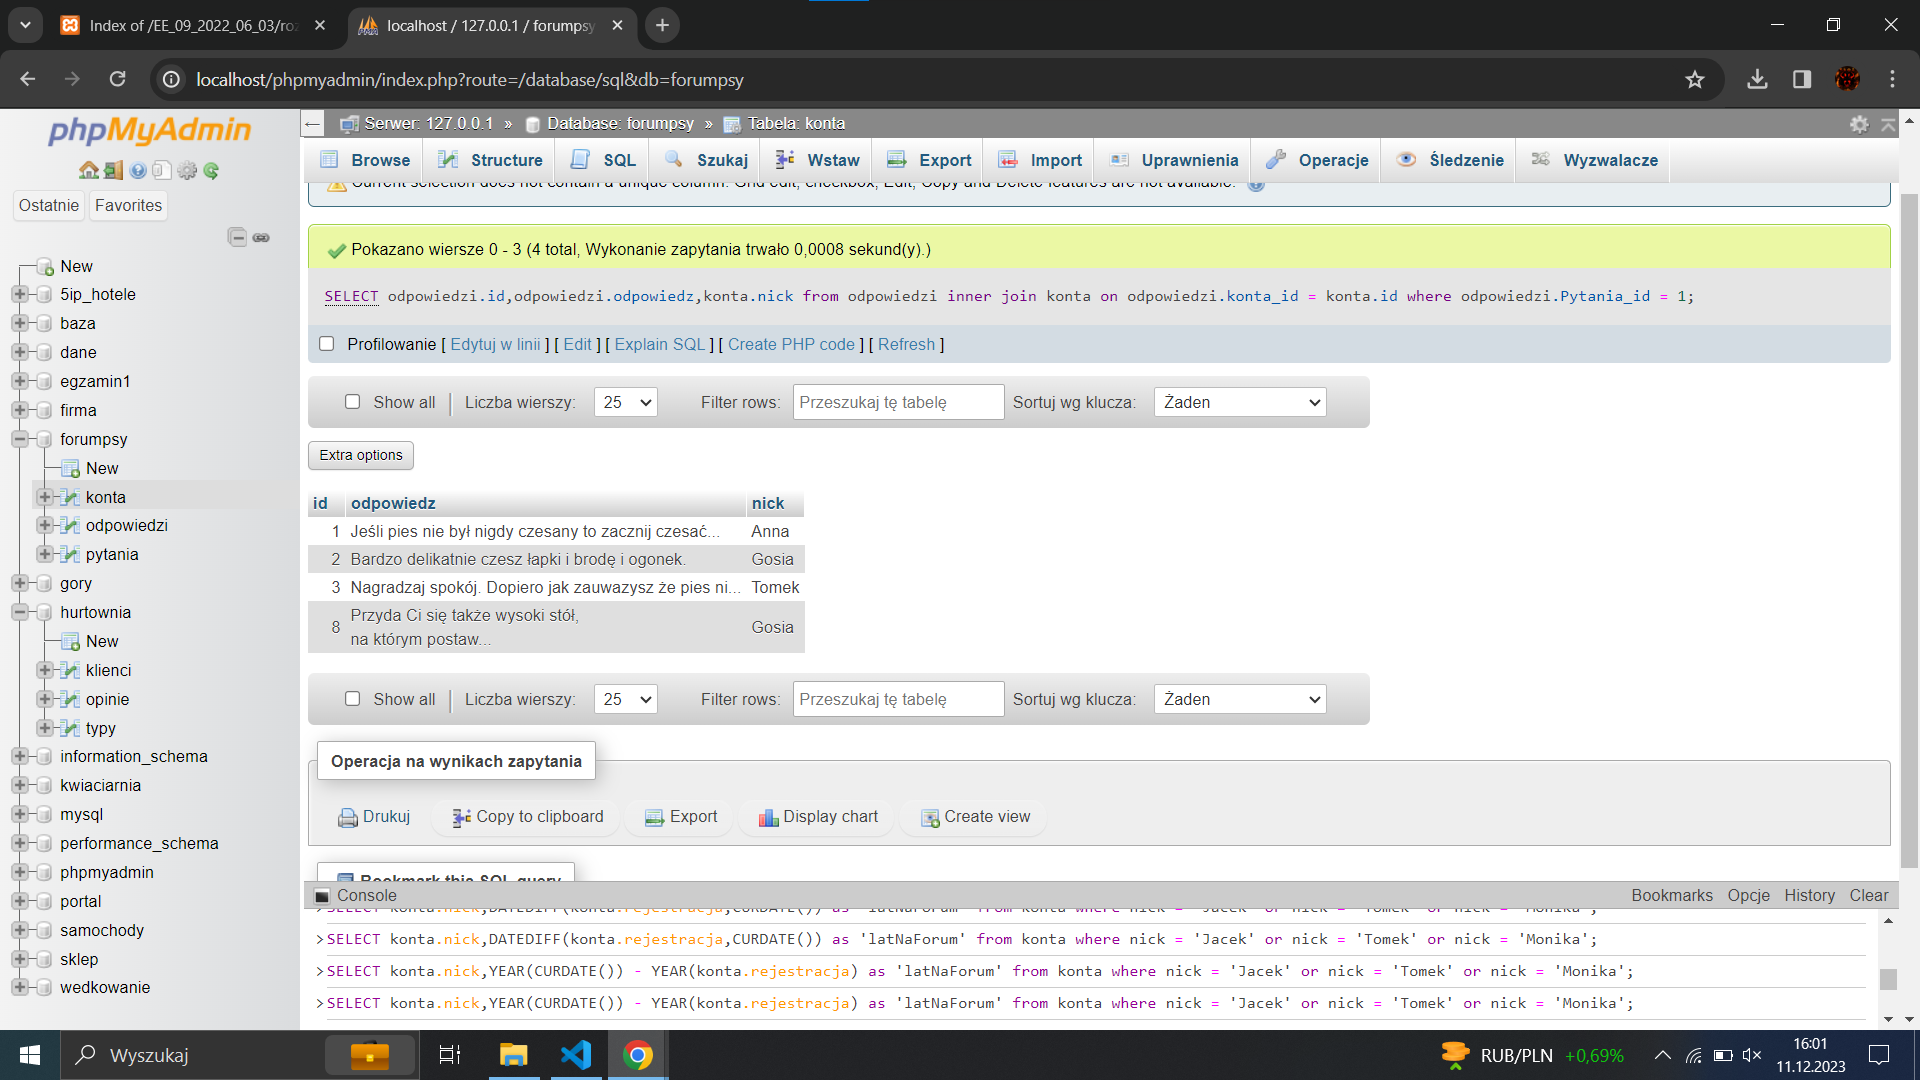 Index of /EE_09_2022_06_03/roz
localhost / 127.0.0.1 / forumpsy
localhost/phpmyadmin/index.php?route=/database/sql&db=forumpsy
phpMyAdmin
Ostatnie Favorites
New
5ip_hotele
baza
dane
egzamin1
firma
forumpsy
New
konta
odpowiedzi
pytania
gory
hurtownia
New
klienci
opinie
typy
information_schema
kwiaciarnia
mysql
performance_schema
phpmyadmin
portal
samochody
sklep
wedkowanie
Serwer: 127.0.0.1 » Database: forumpsy » Tabela: konta
Browse Structure SQL Szukaj Wstaw Export Import Uprawnienia Operacje Śledzenie Wyzwalacze
Current selection does not contain a unique column. Grid edit, checkbox, Edit, Copy and Delete features are not available.
Pokazano wiersze 0 - 3 (4 total, Wykonanie zapytania trwało 0,0008 sekund(y).)
SELECT odpowiedzi.id,odpowiedzi.odpowiedz,konta.nick from odpowiedzi inner join konta on odpowiedzi.konta_id = konta.id where odpowiedzi.Pytania_id = 1;
Profilowanie [ Edytuj w linii ] [ Edit ] [ Explain SQL ] [ Create PHP code ] [ Refresh ]
Show all Liczba wierszy: 25 Filter rows: Przeszukaj tę tabelę Sortuj wg klucza: Żaden
Extra options
id odpowiedz nick
1 Jeśli pies nie był nigdy czesany to zacznij czesać... Anna
2 Bardzo delikatnie czesz łapki i brodę i ogonek. Gosia
3 Nagradzaj spokój. Dopiero jak zauwazysz że pies ni... Tomek
8 Przyda Ci się także wysoki stół,
na którym postaw... Gosia
Show all Liczba wierszy: 25 Filter rows: Przeszukaj tę tabelę Sortuj wg klucza: Żaden
Operacja na wynikach zapytania
Drukuj Copy to clipboard Export Display chart Create view
Bookmark this SQL query
Console Bookmarks Opcje History Clear
>SELECT konta.nick,DATEDIFF(konta.rejestracja,CURDATE()) as 'latNaForum' from konta where nick = 'Jacek' or nick = 'Tomek' or nick = 'Monika';
>SELECT konta.nick,DATEDIFF(konta.rejestracja,CURDATE()) as 'latNaForum' from konta where nick = 'Jacek' or nick = 'Tomek' or nick = 'Monika';
>SELECT konta.nick,YEAR(CURDATE()) - YEAR(konta.rejestracja) as 'latNaForum' from konta where nick = 'Jacek' or nick = 'Tomek' or nick = 'Monika';
>SELECT konta.nick,YEAR(CURDATE()) - YEAR(konta.rejestracja) as 'latNaForum' from konta where nick = 'Jacek' or nick = 'Tomek' or nick = 'Monika';
Wyszukaj
RUB/PLN +0,69%
16:01
11.12.2023